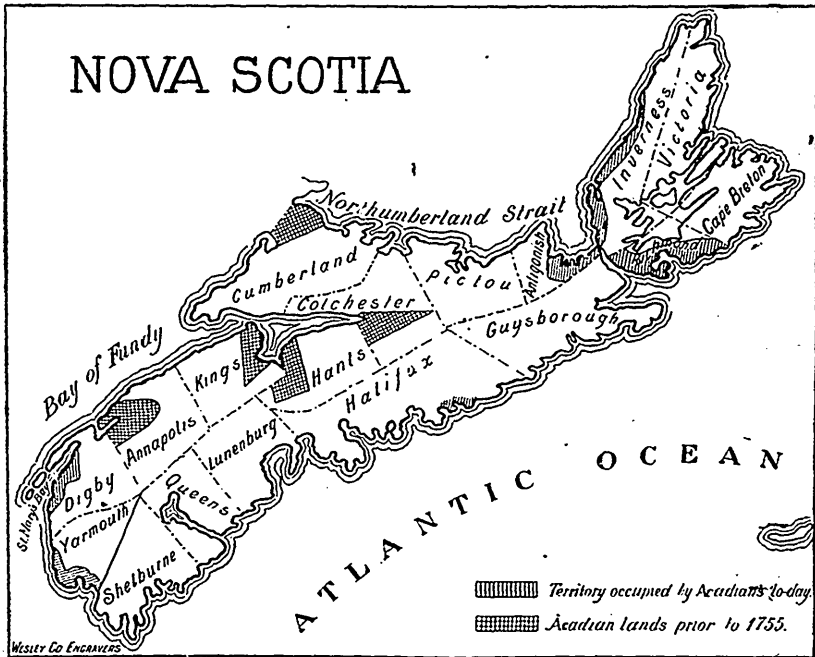 NOVA SCOTIA
Inverness
Victoria
Cape Breton
Northumberland Strait
Cumberland
Pictou
Antigonish
Colchester
Guysborough
Bay of Fundy
Kings
Hants
Halifax
Annapolis
Lunenburg
St. Mary's Bay
Digby
Queens
Yarmouth
Shelburne
ATLANTIC OCEAN
Territory occupied by Acadians to-day.
Acadian lands prior to 1755.
WESLEY CO ENGRAVERS